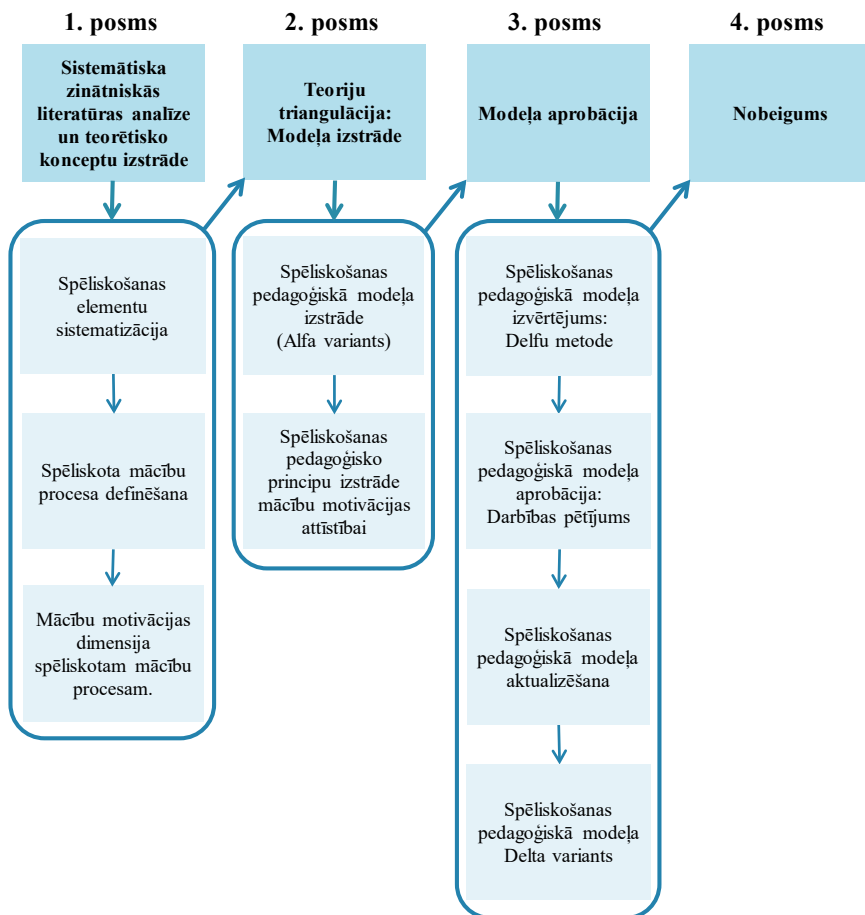 1. posms
Sistemātiska
zinātniskās
literatūras analīze
un teorētisko
konceptu izstrāde
Spēliskošanas
elementu
sistematizācija
Spēliskota mācību
procesa definēšana
Mācību motivācijas
dimensija
spēliskotam mācību
procesam.
2. posms
Teoriju
triangulācija:
Modeļa izstrāde
Spēliskošanas
pedagoģiskā modeļa
izstrāde
(Alfa variants)
Spēliskošanas
pedagoģisko
principu izstrāde
mācību motivācijas
attīstībai
3. posms
Modeļa aprobācija
Spēliskošanas
pedagoģiskā modeļa
izvērtējums:
Delfu metode
Spēliskošanas
pedagoģiskā modeļa
aprobācija:
Darbības pētījums
Spēliskošanas
pedagoģiskā modeļa
aktualizēšana
Spēliskošanas
pedagoģiskā modeļa
Delta variants
4. posms
Nobeigums